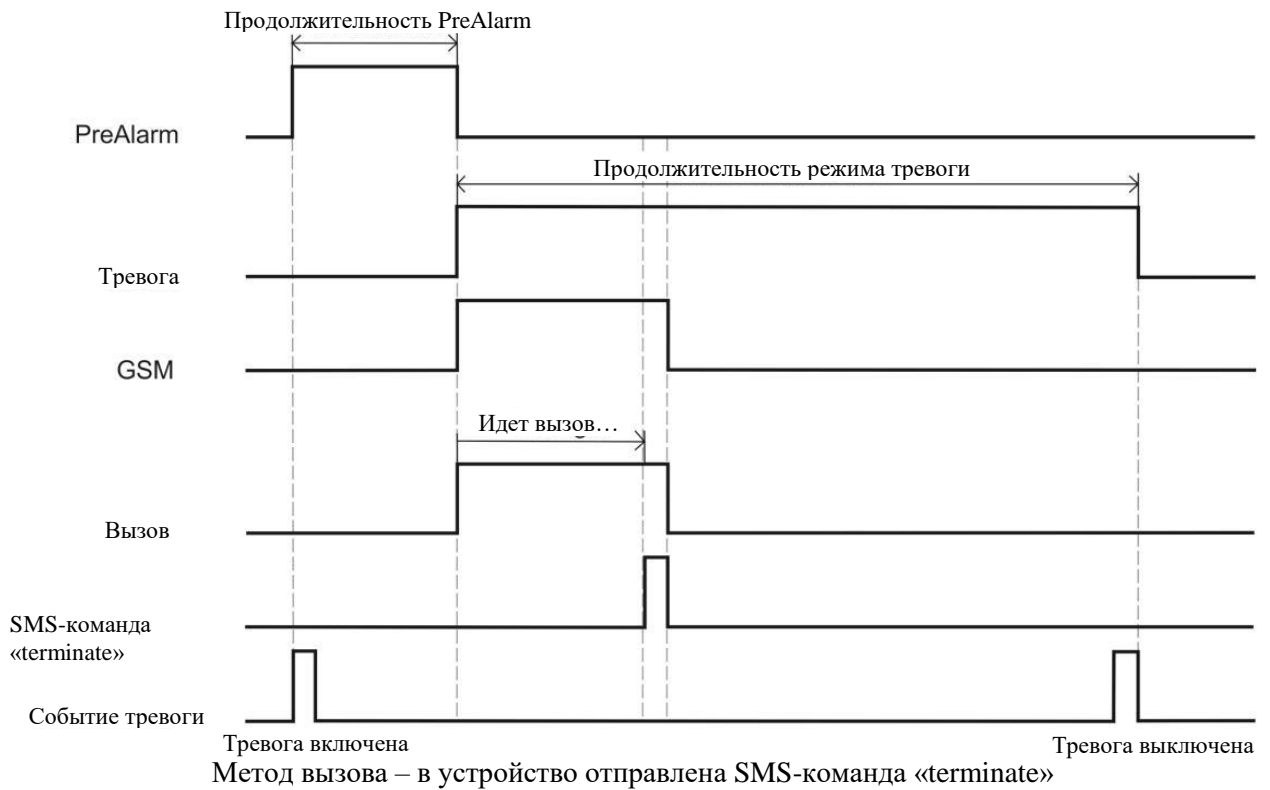 Продолжительность PreAlarm
PreAlarm
Продолжительность режима тревоги
Тревога
GSM
Идет вызов…
Вызов
SMS-команда
«terminate»
Событие тревоги
Тревога включена
Тревога выключена
Метод вызова – в устройство отправлена SMS-команда «terminate»